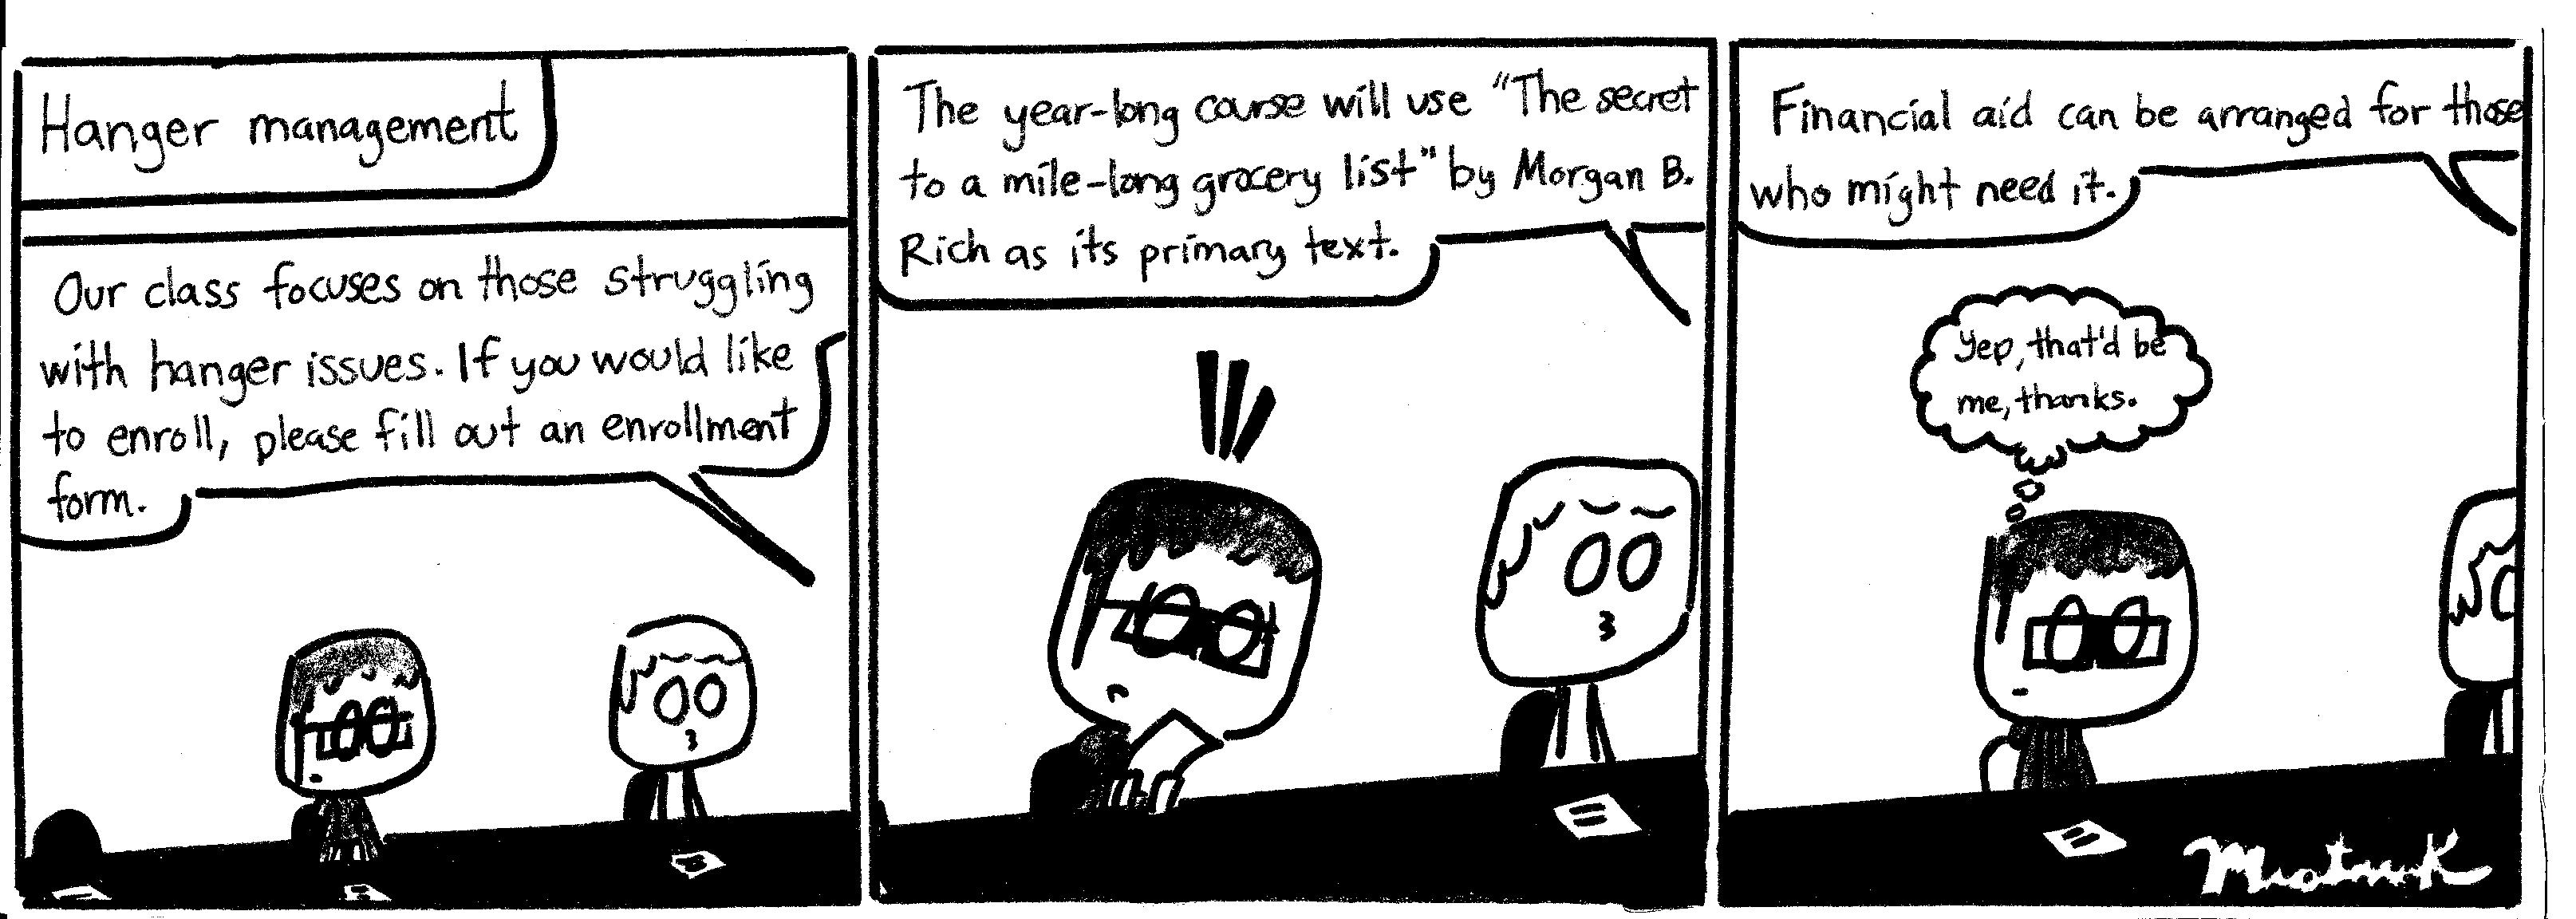 Hanger management
Our class focuses on those struggling
with hanger issues. If you would like
to enroll, please fill out an enrollment
form.
The year-long course will use "The secret
to a mile-long grocery list" by Morgan B.
Rich as its primary text.
Financial aid can be arranged for those
who might need it.
Yep, that'd be
me, thanks.